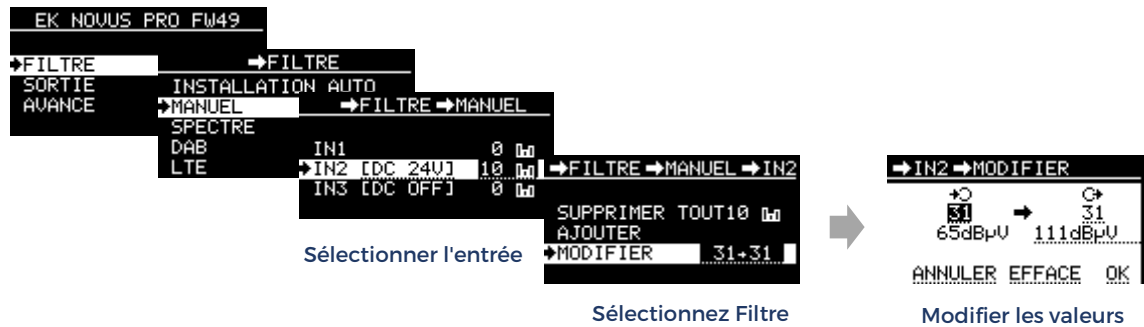 EK NOVUS PRO FW49
➡FILTRE
SORTIE
AVANCE
➡FILTRE
INSTALLATION AUTO
➡MANUEL
SPECTRE
DAB
LTE
➡FILTRE ➡MANUEL
IN1 0
➡IN2 [DC 24V] 10
IN3 [DC OFF] 0
Sélectionner l'entrée
➡FILTRE ➡MANUEL ➡IN2
SUPPRIMER TOUT10
AJOUTER
➡MODIFIER 31→31
Sélectionnez Filtre
➡IN2 ➡MODIFIER
31 ➡ 31
65dBµV 111dBµV
ANNULER EFFACE OK
Modifier les valeurs